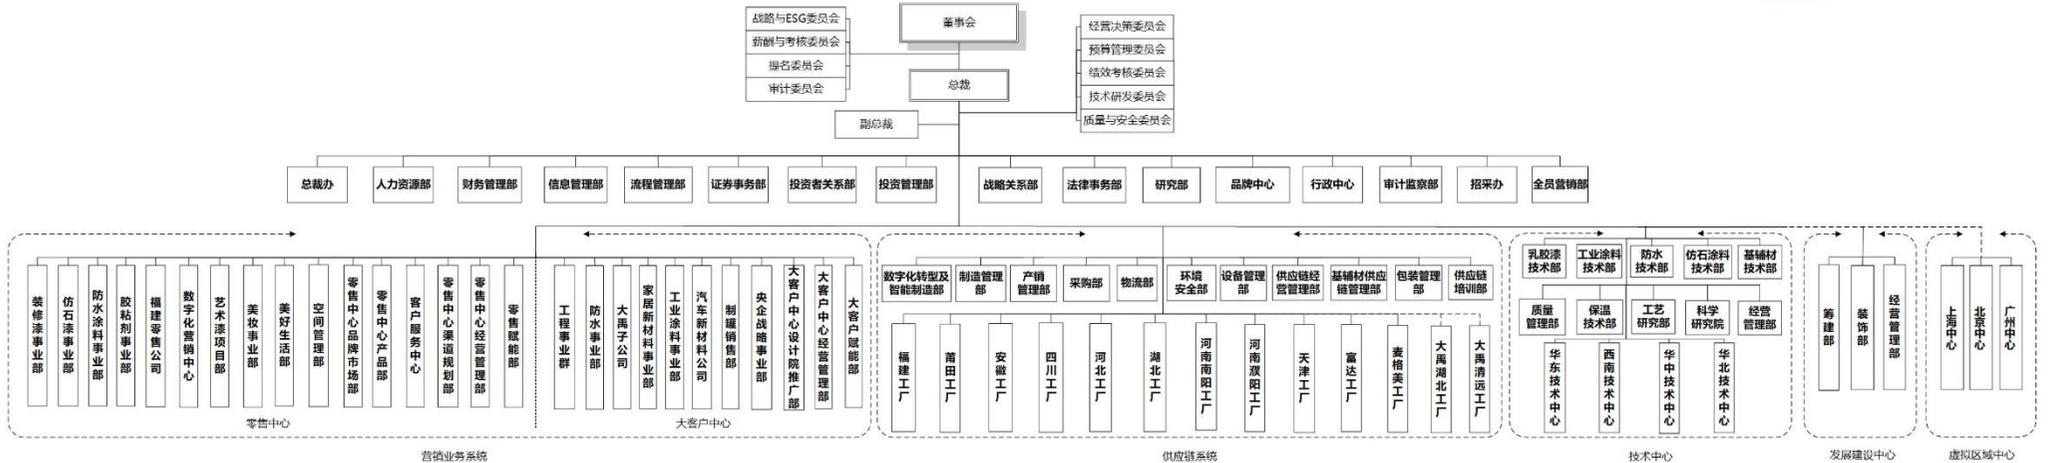 董事会
战略与ESG委员会
薪酬与考核委员会
提名委员会
审计委员会
经营决策委员会
预算管理委员会
绩效考核委员会
技术研发委员会
质量与安全委员会
总裁
副总裁
总裁办
人力资源部
财务管理部
信息管理部
流程管理部
证券事务部
投资者关系部
投资管理部
战略关系部
法律事务部
研究部
品牌中心
行政中心
审计监察部
招采办
全员营销部
装修漆事业部
仿石漆事业部
防水涂料事业部
胶粘剂事业部
福建零售公司
数字化营销中心
艺术漆项目部
美妆事业部
美好生活部
空间管理部
零售中心品牌市场部
零售中心产品部
客户服务中心
零售中心渠道规划部
零售中心经营管理部
零售赋能部
零售中心
工程事业群
防水事业部
大禹子公司
家居新材料事业部
工业涂料事业部
汽车新材料公司
制罐销售部
央企战略事业部
大客户中心设计院推广部
大客户中心经营管理部
大客户赋能部
大客户中心
营销业务系统
数字化转型及
智能制造部
制造管理
部
产销
管理部
采购部
物流部
环境
安全部
设备管理
部
供应链经
营管理部
基辅材供应
链管理部
包装管理
部
供应链
培训部
福建工厂
莆田工厂
安徽工厂
四川工厂
河北工厂
湖北工厂
河南南阳工厂
河南濮阳工厂
天津工厂
富达工厂
麦格美工厂
大禹湖北工厂
大禹清远工厂
供应链系统
乳胶漆
技术部
工业涂料
技术部
防水
技术部
仿石涂料
技术部
基辅材
技术部
质量
管理部
保温
技术部
工艺
研究部
科学
研究院
经营
管理部
华东技术中心
西南技术中心
华中技术中心
华北技术中心
技术中心
筹建部
装饰部
经营管理部
发展建设中心
上海中心
北京中心
广州中心
虚拟区域中心